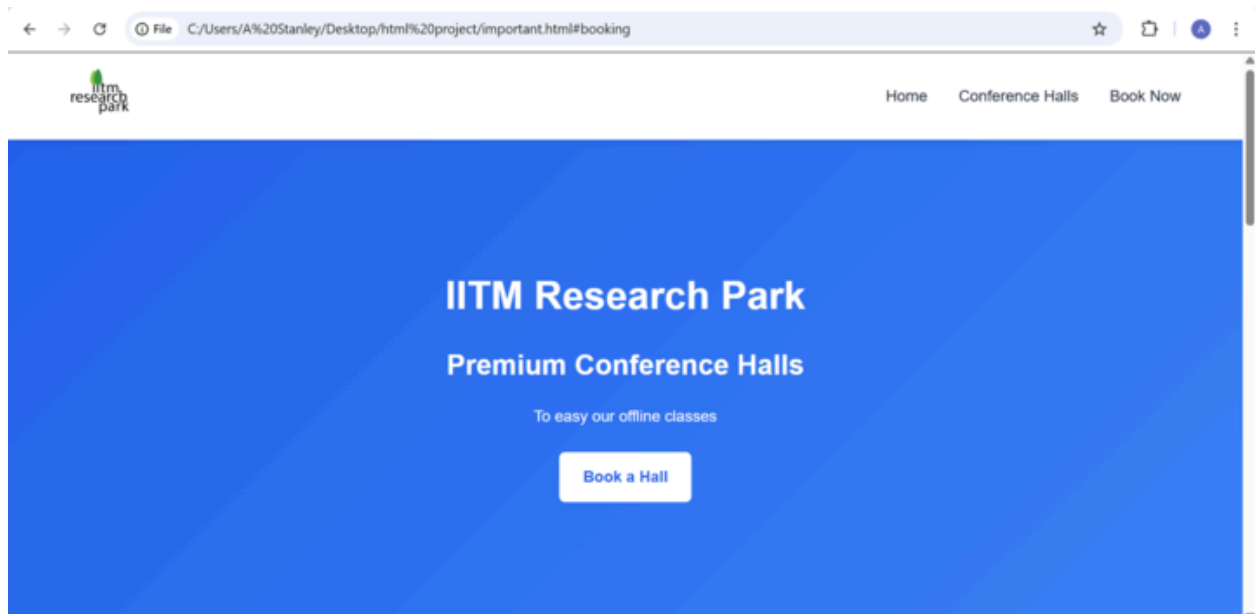 File C:/Users/A%20Stanley/Desktop/html%20project/important.html#booking A
iitm
research
park
Home Conference Halls Book Now
IITM Research Park
Premium Conference Halls
To easy our offline classes
Book a Hall